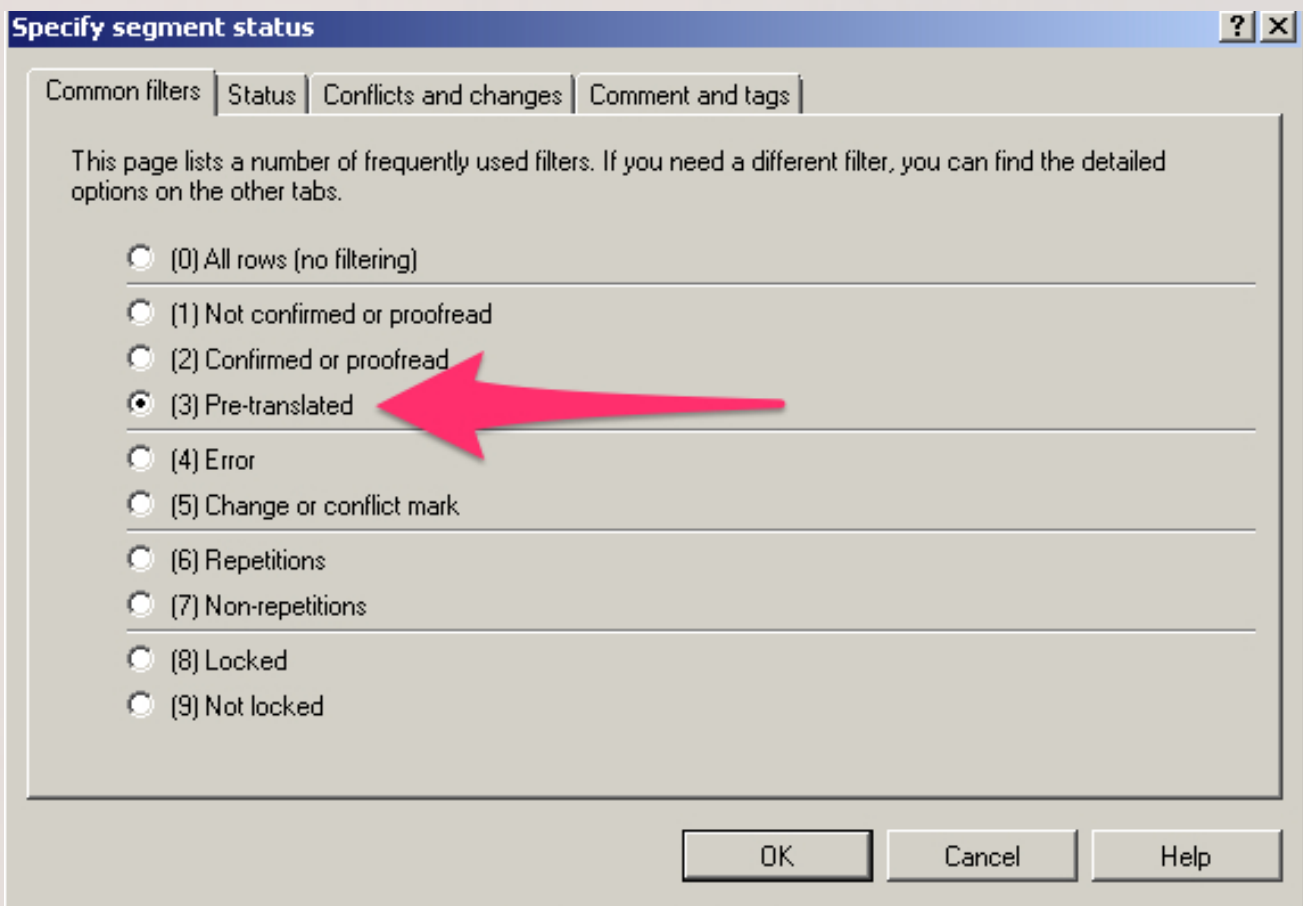 Specify segment status
Common filters Status Conflicts and changes Comment and tags
This page lists a number of frequently used filters. If you need a different filter, you can find the detailed
options on the other tabs.
(0) All rows (no filtering)
(1) Not confirmed or proofread
(2) Confirmed or proofread
(3) Pre-translated
(4) Error
(5) Change or conflict mark
(6) Repetitions
(7) Non-repetitions
(8) Locked
(9) Not locked
OK Cancel Help